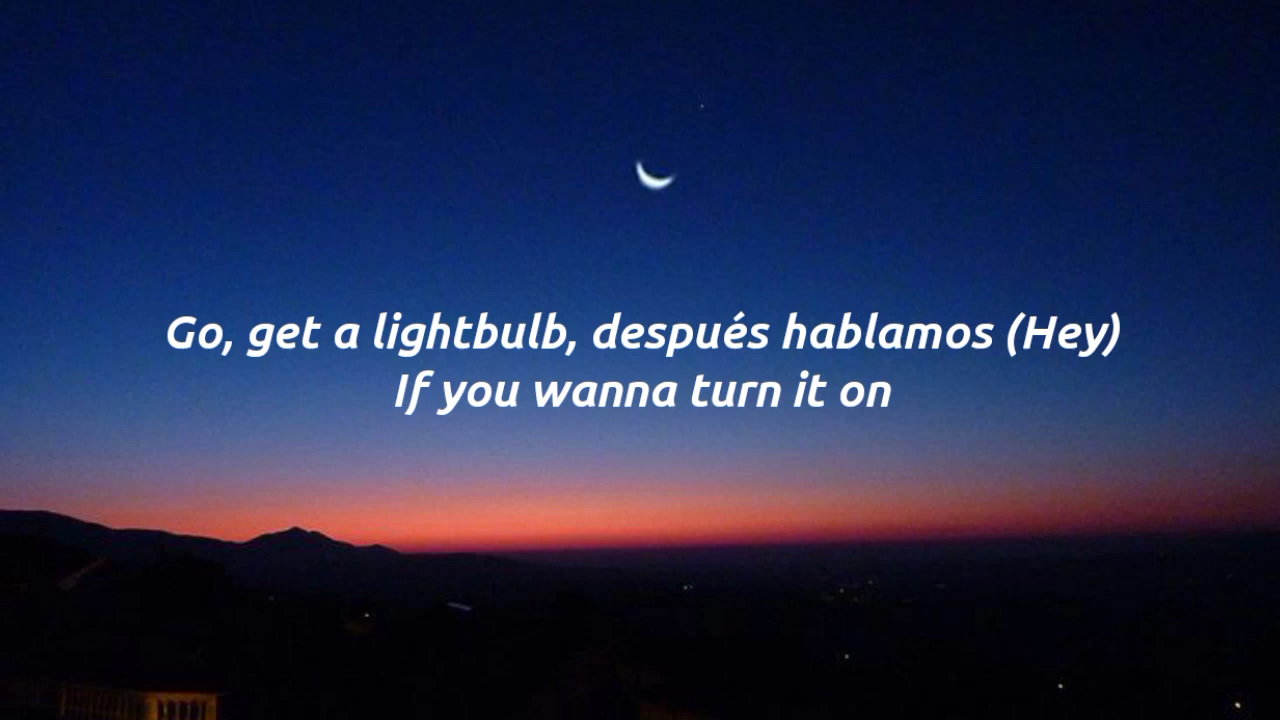 Go, get a lightbulb, después hablamos (Hey)
If you wanna turn it on